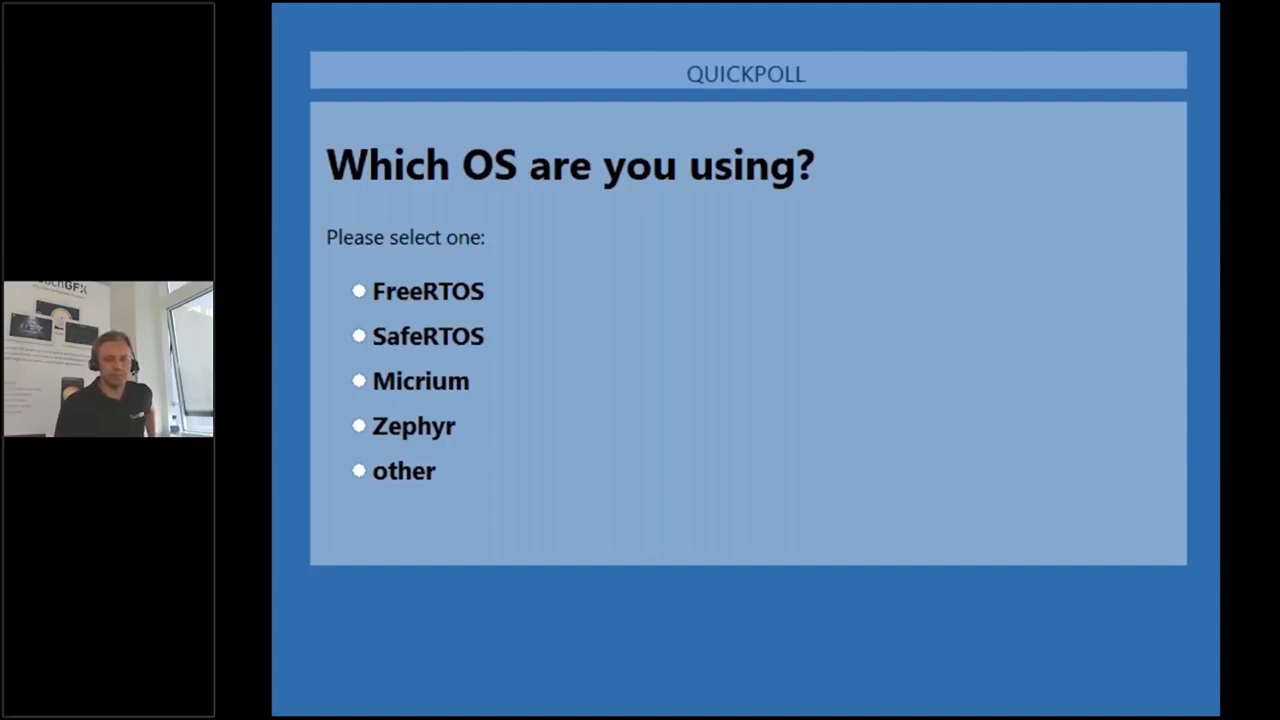 QUICKPOLL
Which OS are you using?
Please select one:
FreeRTOS
SafeRTOS
Micrium
Zephyr
other